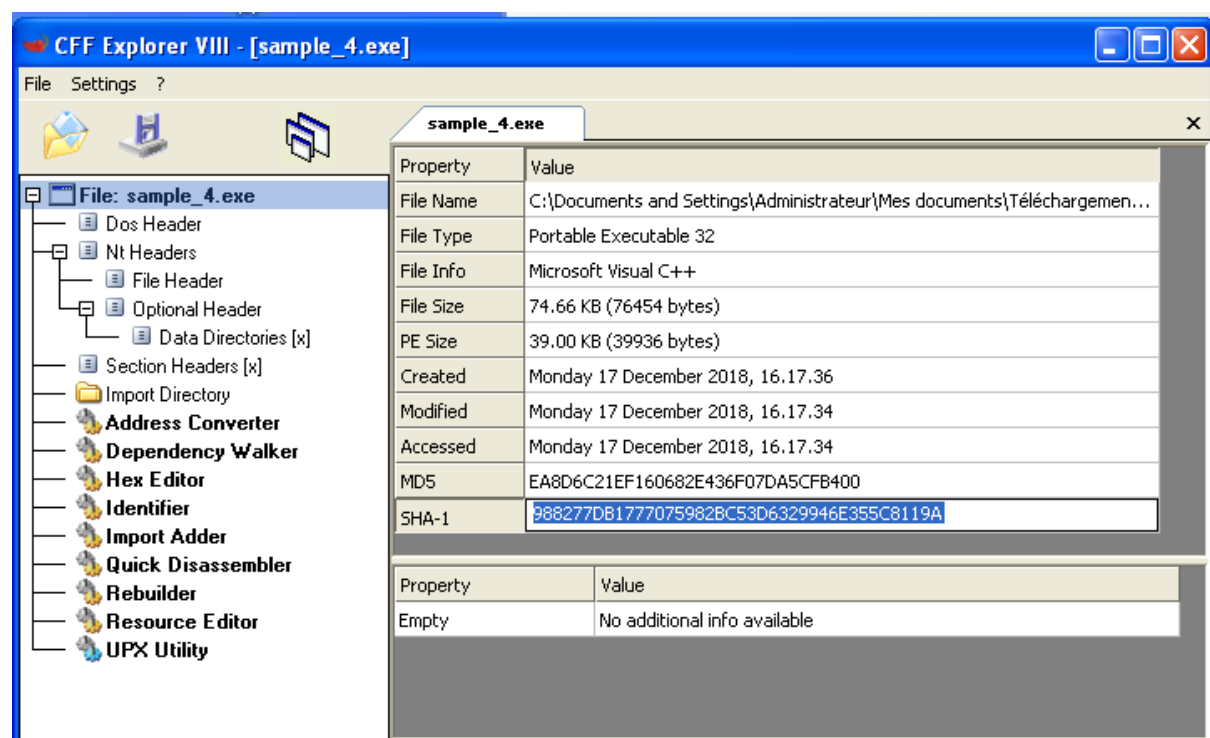 CFF Explorer VIII - [sample_4.exe]
File Settings ?
sample_4.exe
File: sample_4.exe
Dos Header
Nt Headers
File Header
Optional Header
Data Directories [x]
Section Headers [x]
Import Directory
Address Converter
Dependency Walker
Hex Editor
Identifier
Import Adder
Quick Disassembler
Rebuilder
Resource Editor
UPX Utility
Property Value
File Name C:\Documents and Settings\Administrateur\Mes documents\Téléchargemen...
File Type Portable Executable 32
File Info Microsoft Visual C++
File Size 74.66 KB (76454 bytes)
PE Size 39.00 KB (39936 bytes)
Created Monday 17 December 2018, 16.17.36
Modified Monday 17 December 2018, 16.17.34
Accessed Monday 17 December 2018, 16.17.34
MD5 EA8D6C21EF160682E436F07DA5CFB400
SHA-1 988277DB1777075982BC53D6329946E355C8119A
Property Value
Empty No additional info available